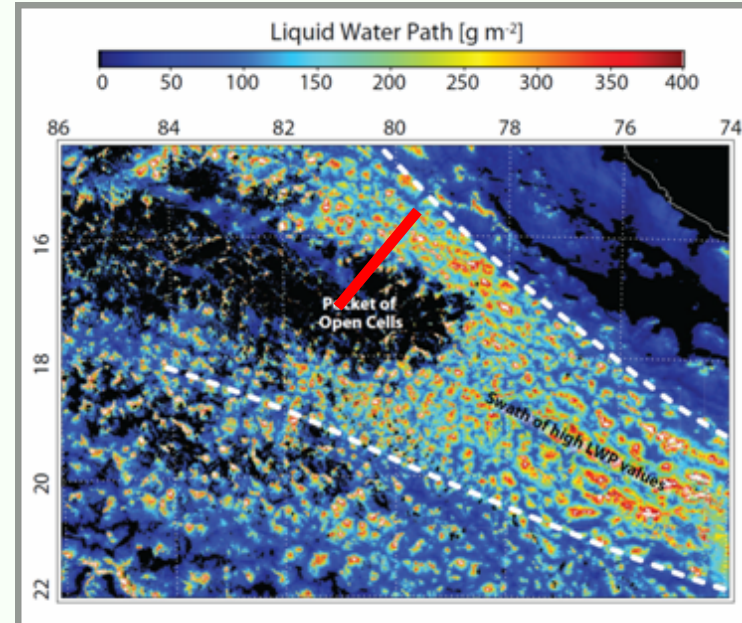 Liquid Water Path [g m⁻²]
0 50 100 150 200 250 300 350 400
86 84 82 80 78 76 74
16
Pocket of
Open Cells
18
Swath of high LWP values
20
22